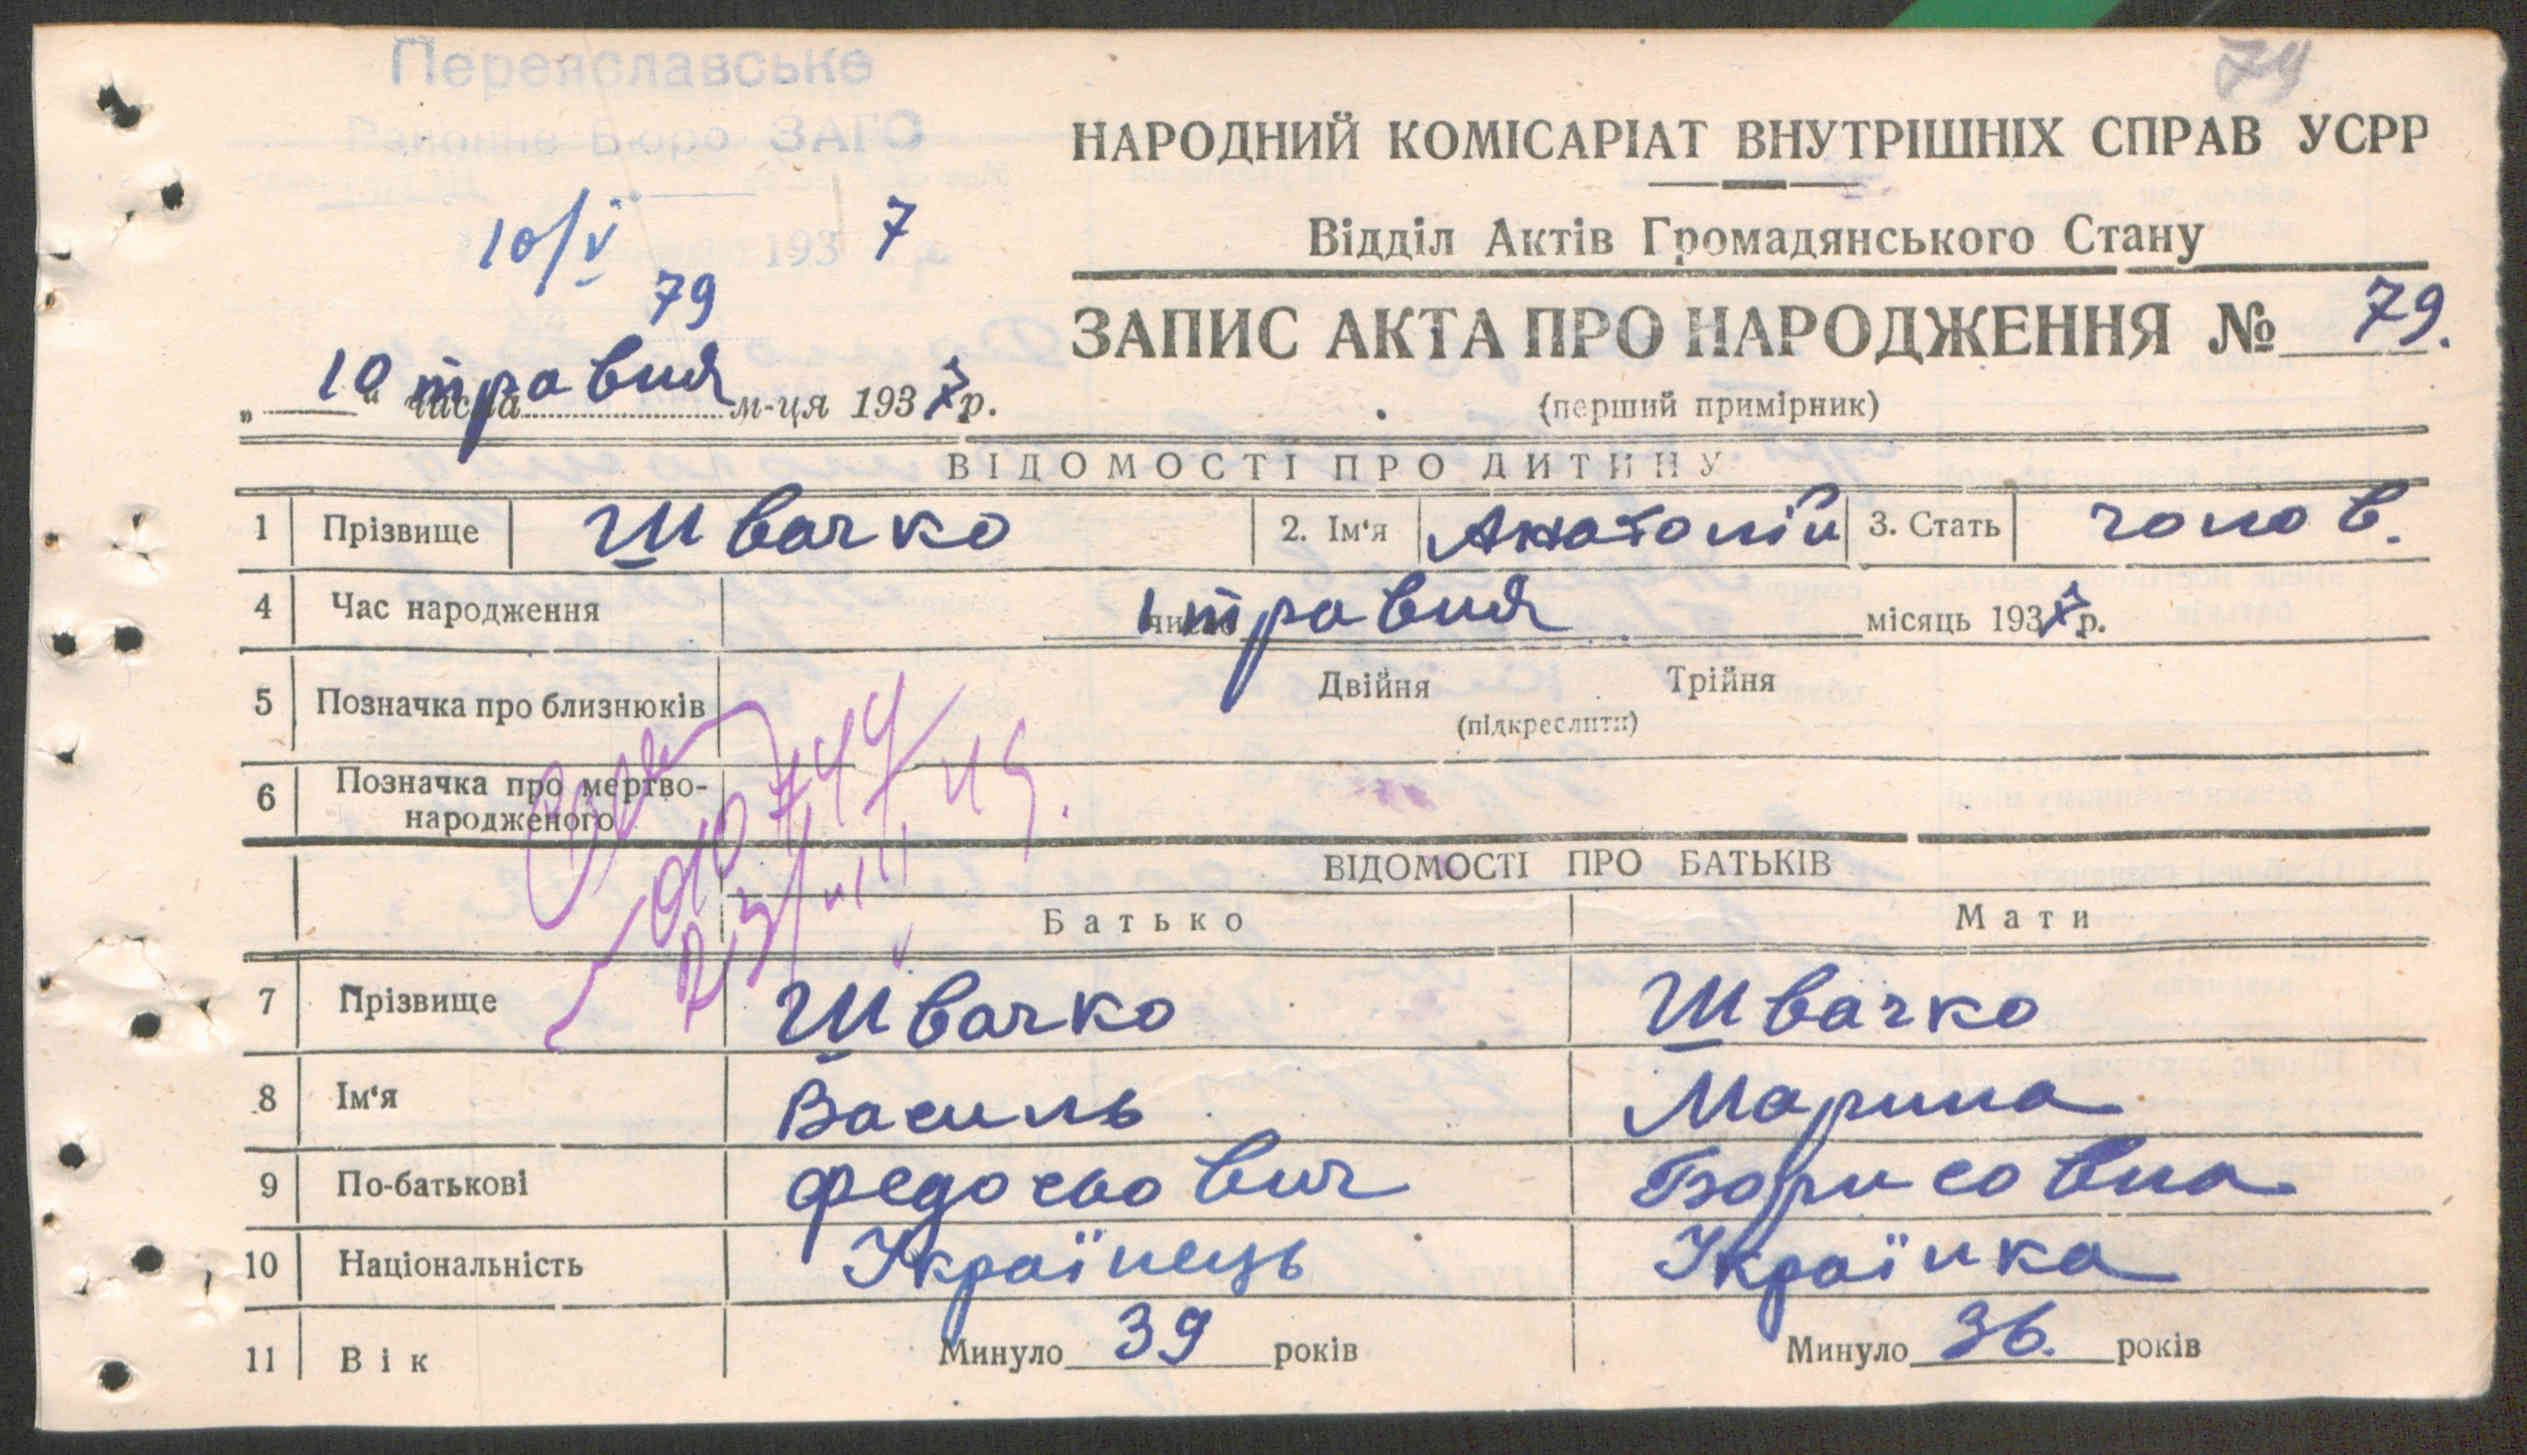 74
Переяславське
Районне Бюро ЗАГС
10/V 193 7
79
НАРОДНИЙ КОМІСАРІАТ ВНУТРІШНІХ СПРАВ УСРР
Відділ Актів Громадянського Стану
ЗАПИС АКТА ПРО НАРОДЖЕННЯ № 79.
(перший примірник)
„ 10 “ числа травня м-ця 1937 р.
ВІДОМОСТІ ПРО ДИТИНУ
1 Прізвище Швачко 2. Ім'я Анатолій 3. Стать чолов.
4 Час народження 1 число травня місяць 1937 р.
5 Позначка про близнюків Двійня Трійня
(підкреслити)
6 Позначка про мертво-
народженого
ВІДОМОСТІ ПРО БАТЬКІВ
Батько Мати
7 Прізвище Швачко Швачко
8 Ім'я Василь Марина
9 По-батькові Федосьович Борисовна
10 Національність Українець Українка
11 Вік Минуло 39 років Минуло 36. років